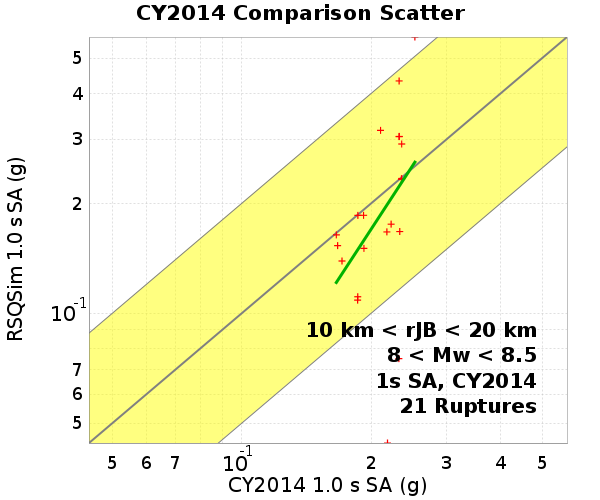 CY2014 Comparison Scatter
RSQSim 1.0 s SA (g)
5
4
3
2
10-1
7
6
5
10 km < rJB < 20 km
8 < Mw < 8.5
1s SA, CY2014
21 Ruptures
5 6 7 10-1 2 3 4 5
CY2014 1.0 s SA (g)